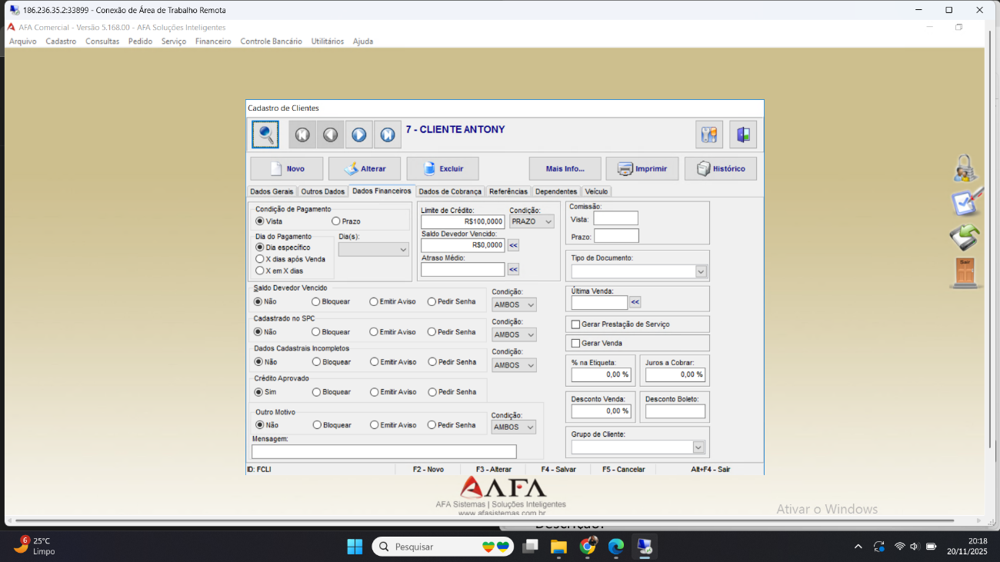 186.236.35.2:33899 - Conexão de Área de Trabalho Remota
AFA Comercial - Versão 5.168.00 - AFA Soluções Inteligentes
Arquivo Cadastro Consultas Pedido Serviço Financeiro Controle Bancário Utilitários Ajuda
Cadastro de Clientes
7 - CLIENTE ANTONY
Novo Alterar Excluir Mais Info... Imprimir Histórico
Dados Gerais Outros Dados Dados Financeiros Dados de Cobrança Referências Dependentes Veículo
Condição de Pagamento
Vista Prazo
Dia do Pagamento Dia(s):
Dia específico
X dias após Venda
X em X dias
Limite de Crédito: Condição:
R$100,0000 PRAZO
Saldo Devedor Vencido:
R$0,0000 <<
Atraso Médio:
<<
Comissão:
Vista:
Prazo:
Tipo de Documento:
Saldo Devedor Vencido Condição:
Não Bloquear Emitir Aviso Pedir Senha AMBOS
Cadastrado no SPC Condição:
Não Bloquear Emitir Aviso Pedir Senha AMBOS
Dados Cadastrais Incompletos Condição:
Não Bloquear Emitir Aviso Pedir Senha AMBOS
Crédito Aprovado
Sim Bloquear Emitir Aviso Pedir Senha
Outro Motivo Condição:
Não Bloquear Emitir Aviso Pedir Senha AMBOS
Mensagem:
Última Venda:
<<
Gerar Prestação de Serviço
Gerar Venda
% na Etiqueta: Juros a Cobrar:
0,00 % 0,00 %
Desconto Venda: Desconto Boleto:
0,00 %
Grupo de Cliente:
ID: FCLI F2 - Novo F3 - Alterar F4 - Salvar F5 - Cancelar Alt+F4 - Sair
Sair
AFA
AFA Sistemas | Soluções Inteligentes
www.afasistemas.com.br
Ativar o Windows
Descrição:
6
25°C
Limpo
Pesquisar
20:18
20/11/2025